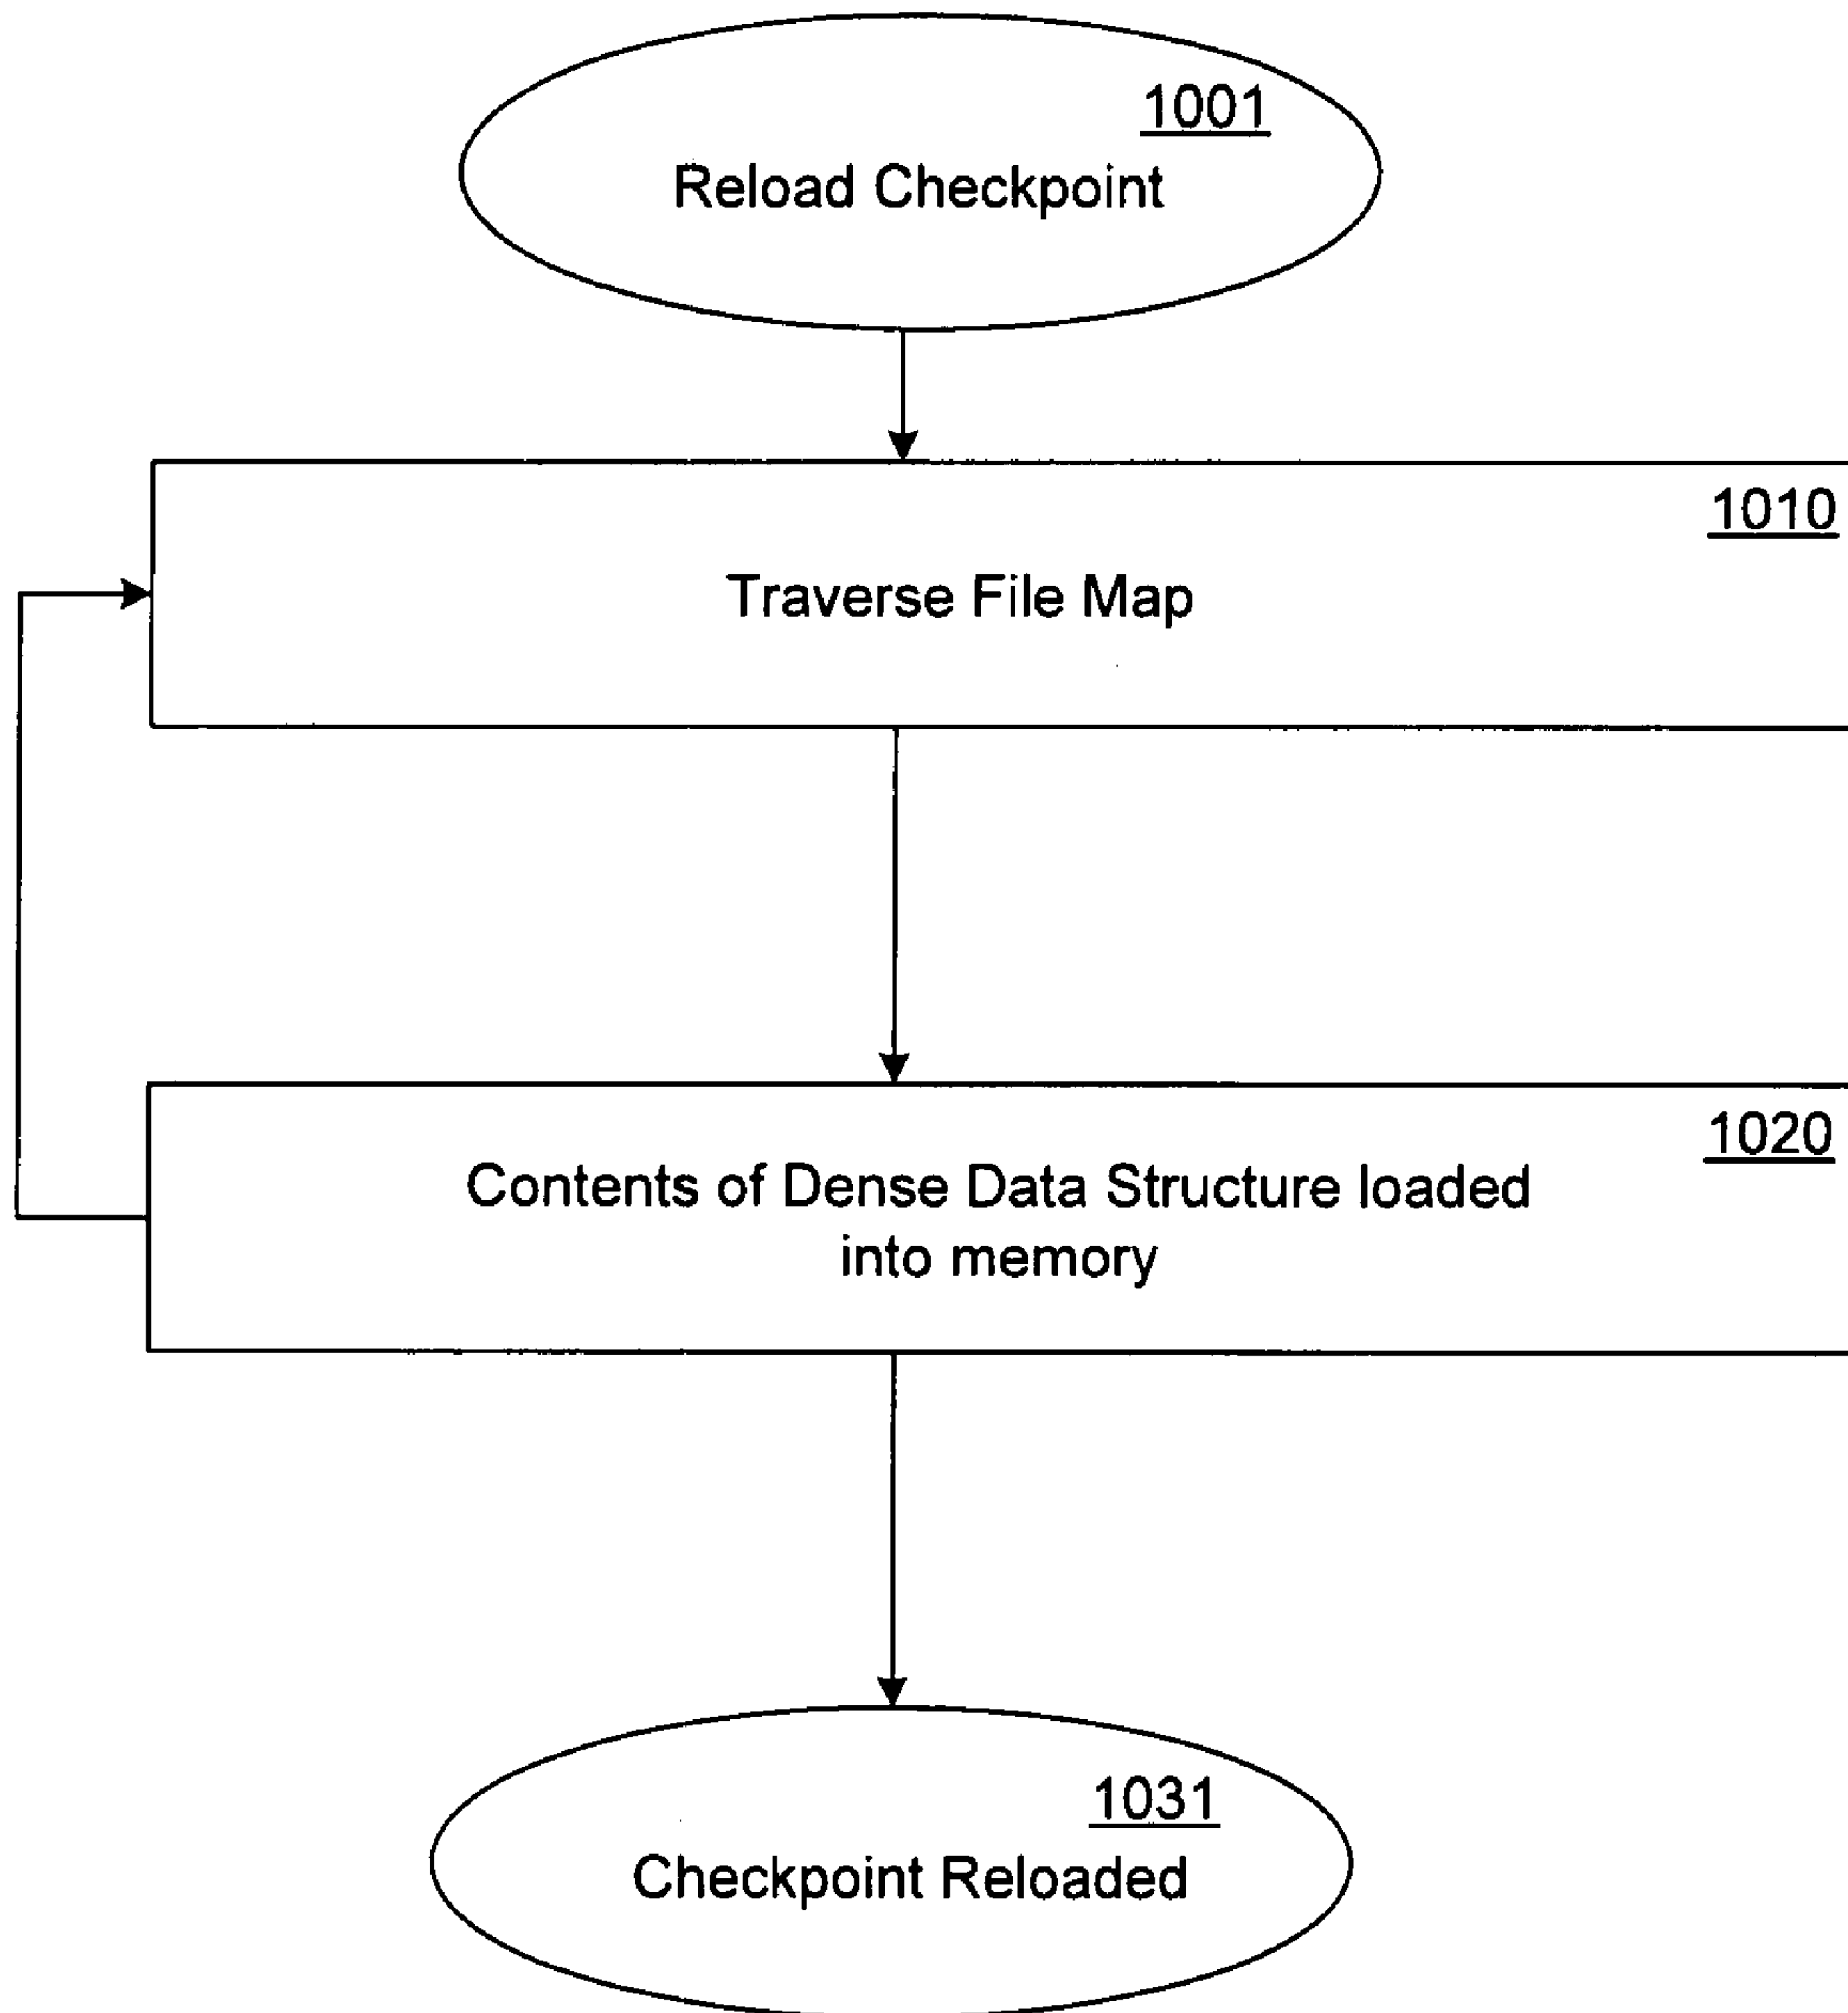 1001
Reload Checkpoint
1010
Traverse File Map
1020
Contents of Dense Data Structure loaded
into memory
1031
Checkpoint Reloaded